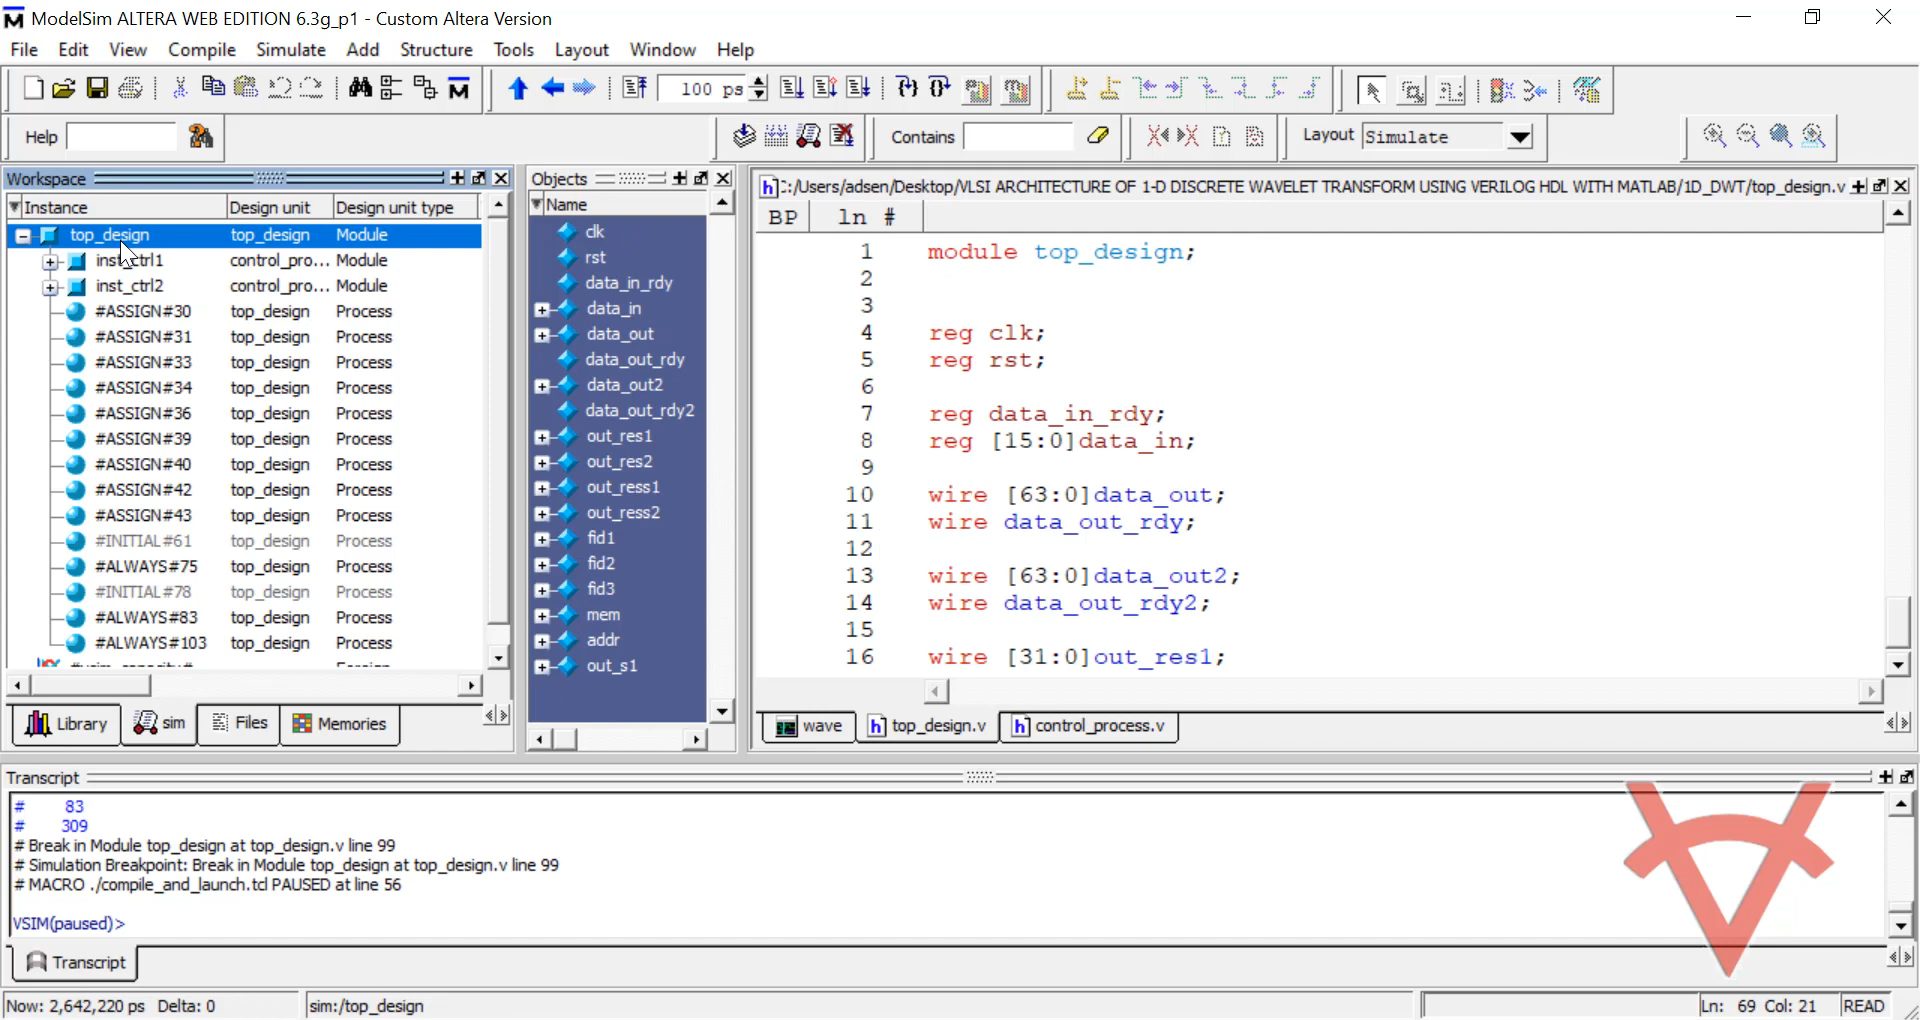 ModelSim ALTERA WEB EDITION 6.3g_p1 - Custom Altera Version
File Edit View Compile Simulate Add Structure Tools Layout Window Help
100 ps
Help Contains Layout Simulate
Workspace
Instance Design unit Design unit type
top_design top_design Module
inst_ctrl1 control_pro... Module
inst_ctrl2 control_pro... Module
#ASSIGN#30 top_design Process
#ASSIGN#31 top_design Process
#ASSIGN#33 top_design Process
#ASSIGN#34 top_design Process
#ASSIGN#36 top_design Process
#ASSIGN#39 top_design Process
#ASSIGN#40 top_design Process
#ASSIGN#42 top_design Process
#ASSIGN#43 top_design Process
#INITIAL#61 top_design Process
#ALWAYS#75 top_design Process
#INITIAL#78 top_design Process
#ALWAYS#83 top_design Process
#ALWAYS#103 top_design Process
Library sim Files Memories
Objects
Name
clk
rst
data_in_rdy
data_in
data_out
data_out_rdy
data_out2
data_out_rdy2
out_res1
out_res2
out_ress1
out_ress2
fid1
fid2
fid3
mem
addr
out_s1
:/Users/adsen/Desktop/VLSI ARCHITECTURE OF 1-D DISCRETE WAVELET TRANSFORM USING VERILOG HDL WITH MATLAB/1D_DWT/top_design.v
BP ln #
1 module top_design;
2
3
4 reg clk;
5 reg rst;
6
7 reg data_in_rdy;
8 reg [15:0]data_in;
9
10 wire [63:0]data_out;
11 wire data_out_rdy;
12
13 wire [63:0]data_out2;
14 wire data_out_rdy2;
15
16 wire [31:0]out_res1;
wave top_design.v control_process.v
Transcript
# 83
# 309
# Break in Module top_design at top_design.v line 99
# Simulation Breakpoint: Break in Module top_design at top_design.v line 99
# MACRO ./compile_and_launch.tcl PAUSED at line 56
VSIM(paused)>
Transcript
Now: 2,642,220 ps Delta: 0 sim:/top_design Ln: 69 Col: 21 READ